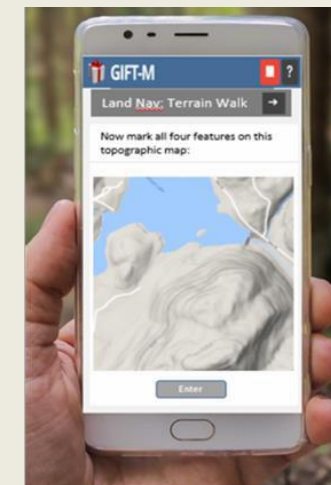 GIFT-M
?
Land Nav: Terrain Walk
Now mark all four features on this
topographic map:
Enter